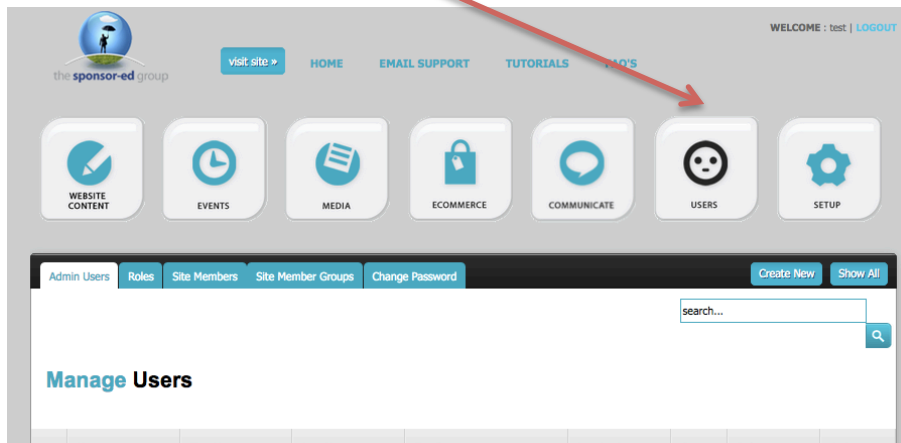 WELCOME : test | LOGOUT
the sponsor-ed group
visit site » HOME EMAIL SUPPORT TUTORIALS FAQ'S
WEBSITE
CONTENT
EVENTS
MEDIA
ECOMMERCE
COMMUNICATE
USERS
SETUP
Admin Users Roles Site Members Site Member Groups Change Password Create New Show All
search...
Manage Users